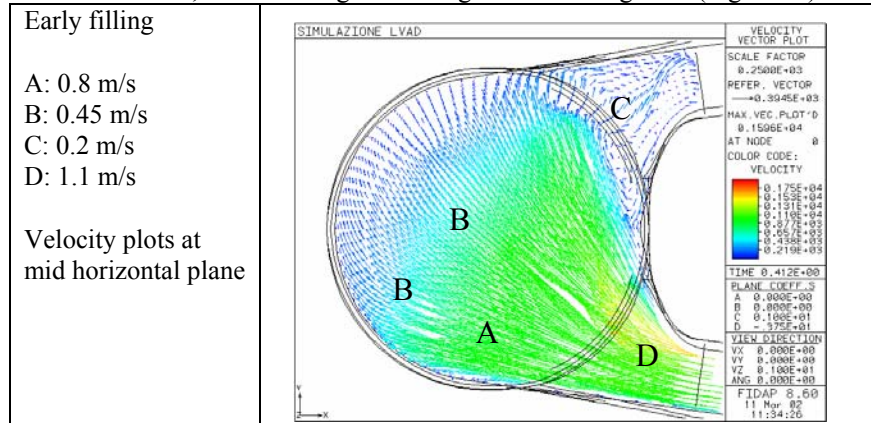 Early filling
A: 0.8 m/s
B: 0.45 m/s
C: 0.2 m/s
D: 1.1 m/s
Velocity plots at
mid horizontal plane
SIMULAZIONE LVAD
C
B
B
A
D
Y
Z X
VELOCITY
VECTOR PLOT
SCALE FACTOR
0.2500E+03
REFER. VECTOR
0.3945E+03
MAX.VEC.PLOT'D
0.1596E+04
AT NODE 0
COLOR CODE:
VELOCITY
0.175E+04
0.153E+04
0.131E+04
0.110E+04
0.877E+03
0.657E+03
0.438E+03
0.219E+03
TIME 0.412E+00
PLANE COEFF.S
A 0.000E+00
B 0.000E+00
C 0.100E+01
D -.375E+01
VIEW DIRECTION
VX 0.000E+00
VY 0.000E+00
VZ 0.100E+01
ANG 0.000E+00
FIDAP 8.60
11 Mar 02
11:34:26